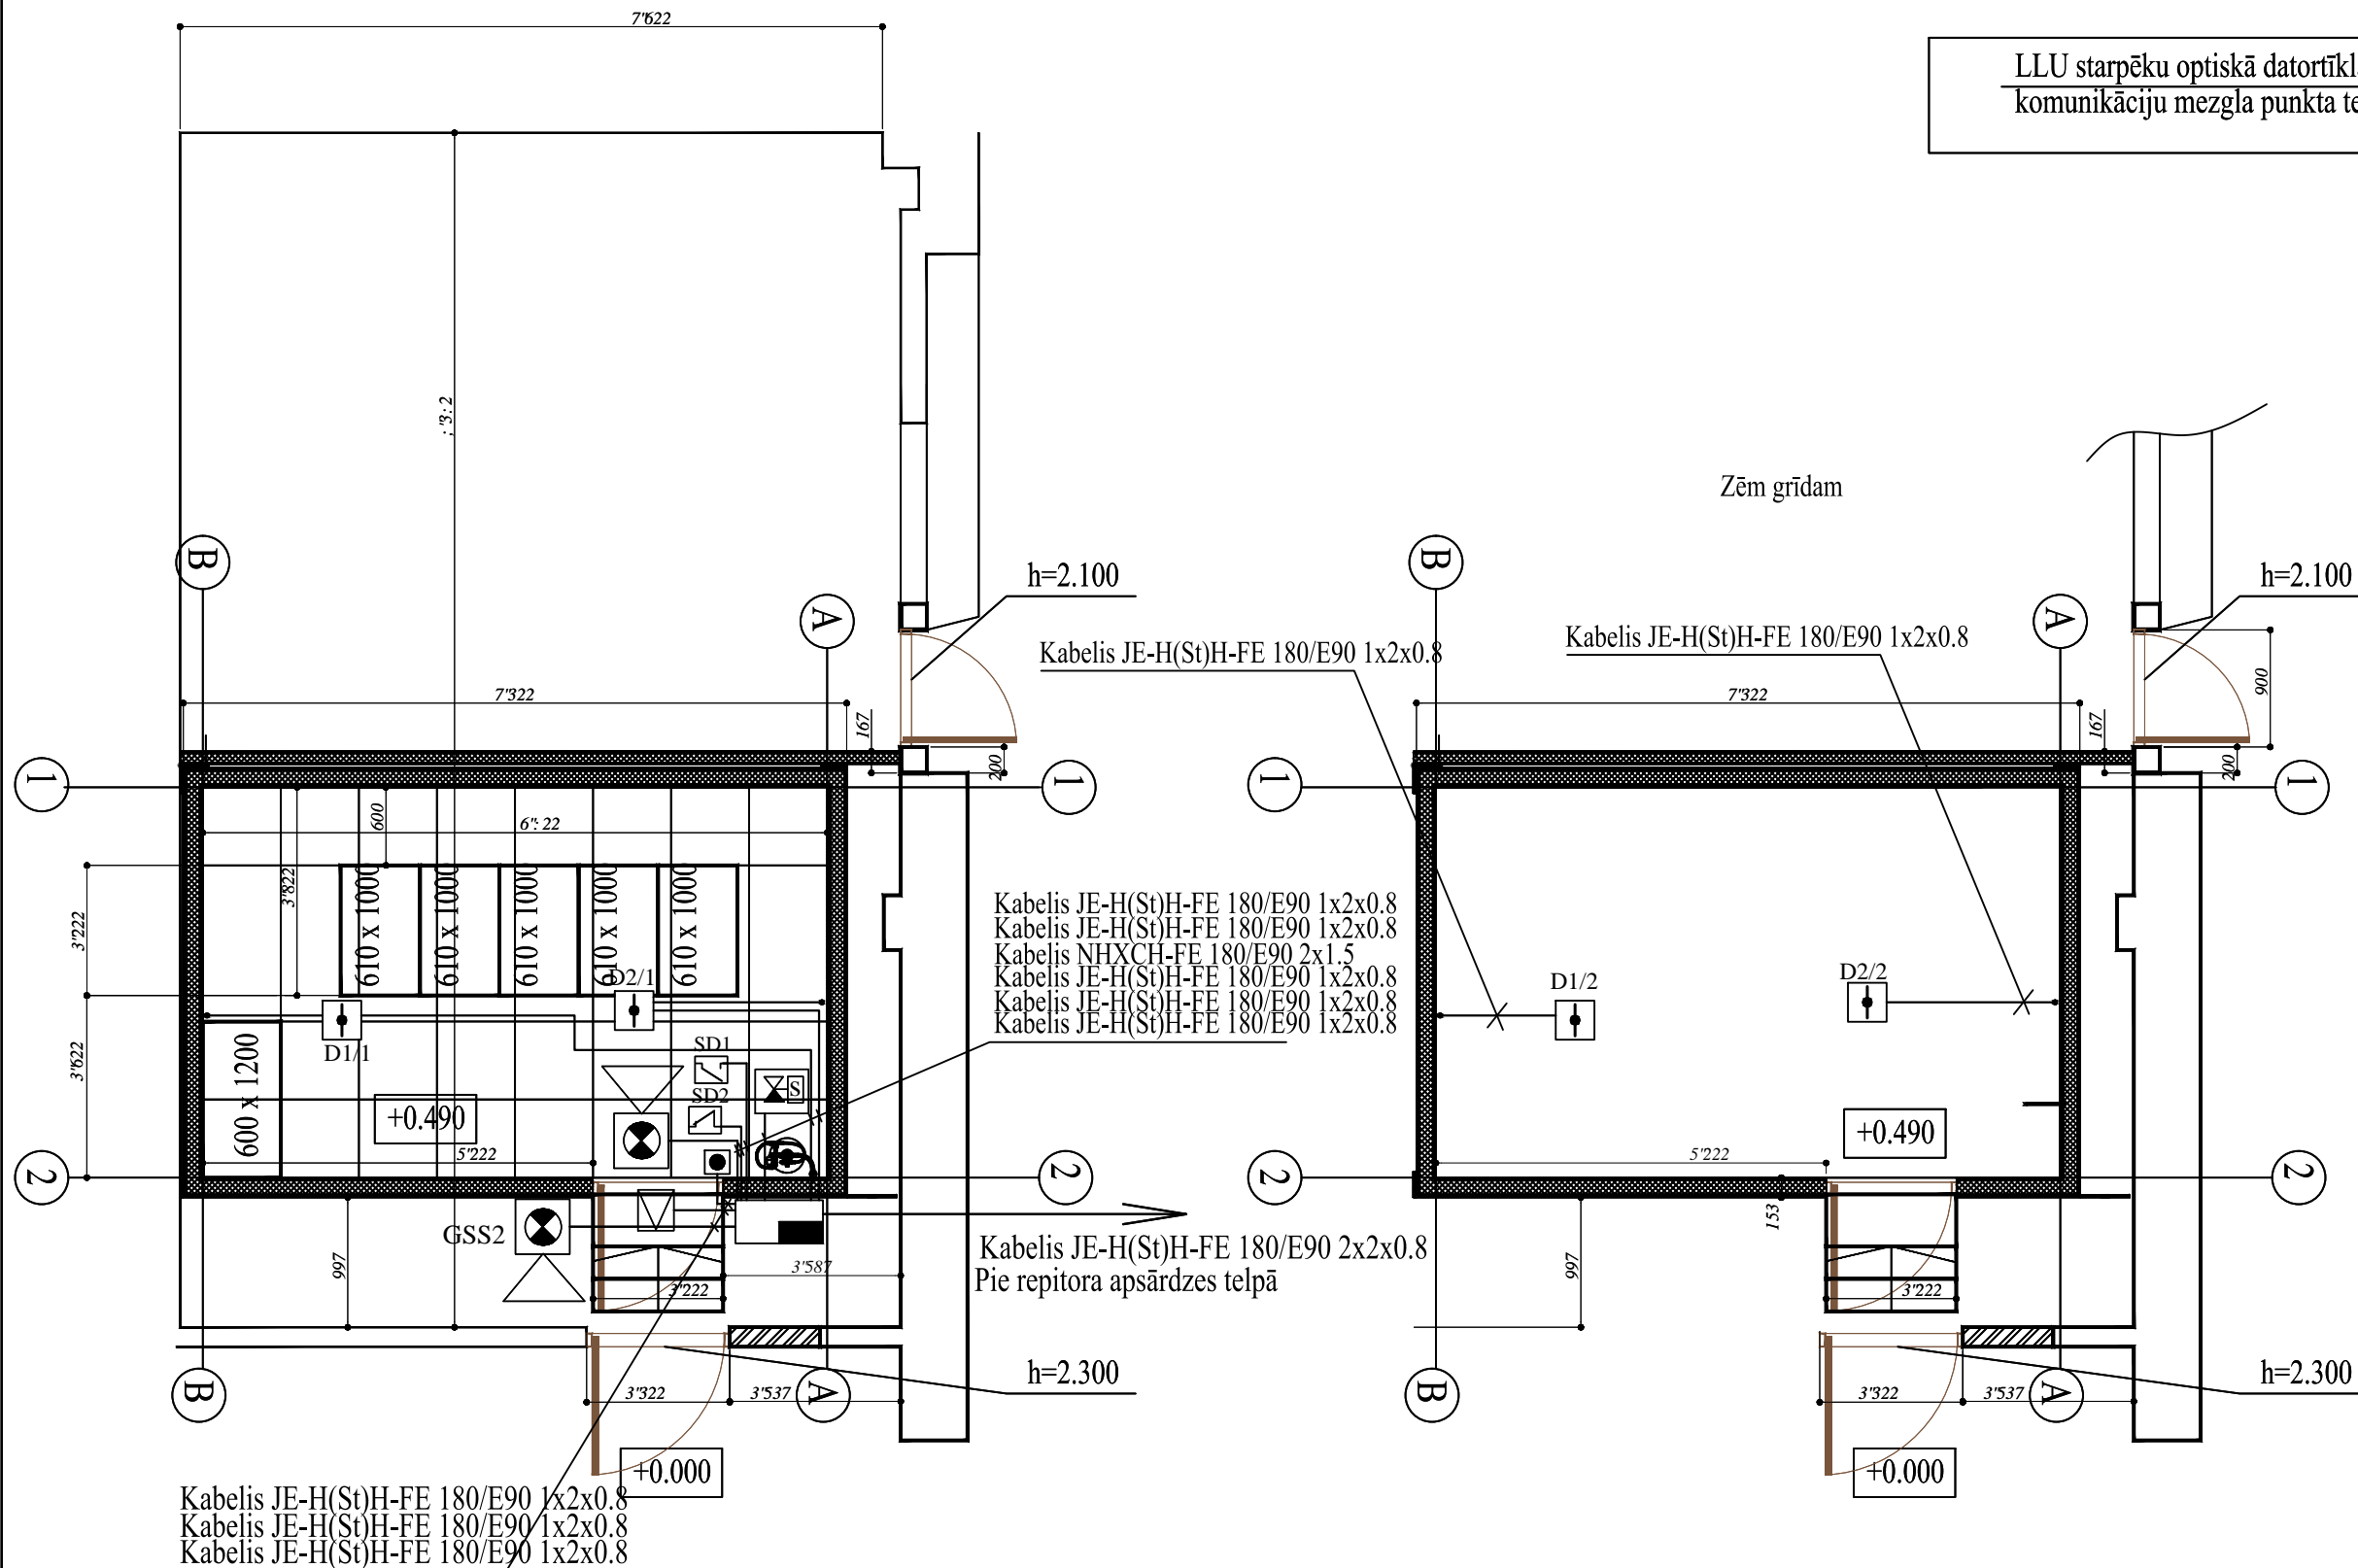 7'622
LLU starpēku optiskā datortīkl
komunikāciju mezgla punkta te
; "3: 2
Zēm grīdam
B
A
h=2.100
Kabelis JE-H(St)H-FE 180/E90 1x2x0.8
7'322
167
200
B
A
h=2.100
Kabelis JE-H(St)H-FE 180/E90 1x2x0.8
7'322
167
900
200
1
1
1
1
600
6": 22
3'822
3'222
3'622
610 x 1000
610 x 1000
610 x 1000
610 x 1000
610 x 1000
Kabelis JE-H(St)H-FE 180/E90 1x2x0.8
Kabelis JE-H(St)H-FE 180/E90 1x2x0.8
Kabelis NHXCH-FE 180/E90 2x1.5
Kabelis JE-H(St)H-FE 180/E90 1x2x0.8
Kabelis JE-H(St)H-FE 180/E90 1x2x0.8
Kabelis JE-H(St)H-FE 180/E90 1x2x0.8
D2/1
D1/1
D1/2
D2/2
SD1
SD2
S
600 x 1200
+0.490
+0.490
5'222
5'222
2
2
2
2
GSS2
997
997
153
Kabelis JE-H(St)H-FE 180/E90 2x2x0.8
Pie repitora apsārdzes telpā
3'587
3'222
3'222
h=2.300
h=2.300
B
3'322
3'537
A
B
3'322
3'537
A
+0.000
+0.000
Kabelis JE-H(St)H-FE 180/E90 1x2x0.8
Kabelis JE-H(St)H-FE 180/E90 1x2x0.8
Kabelis JE-H(St)H-FE 180/E90 1x2x0.8